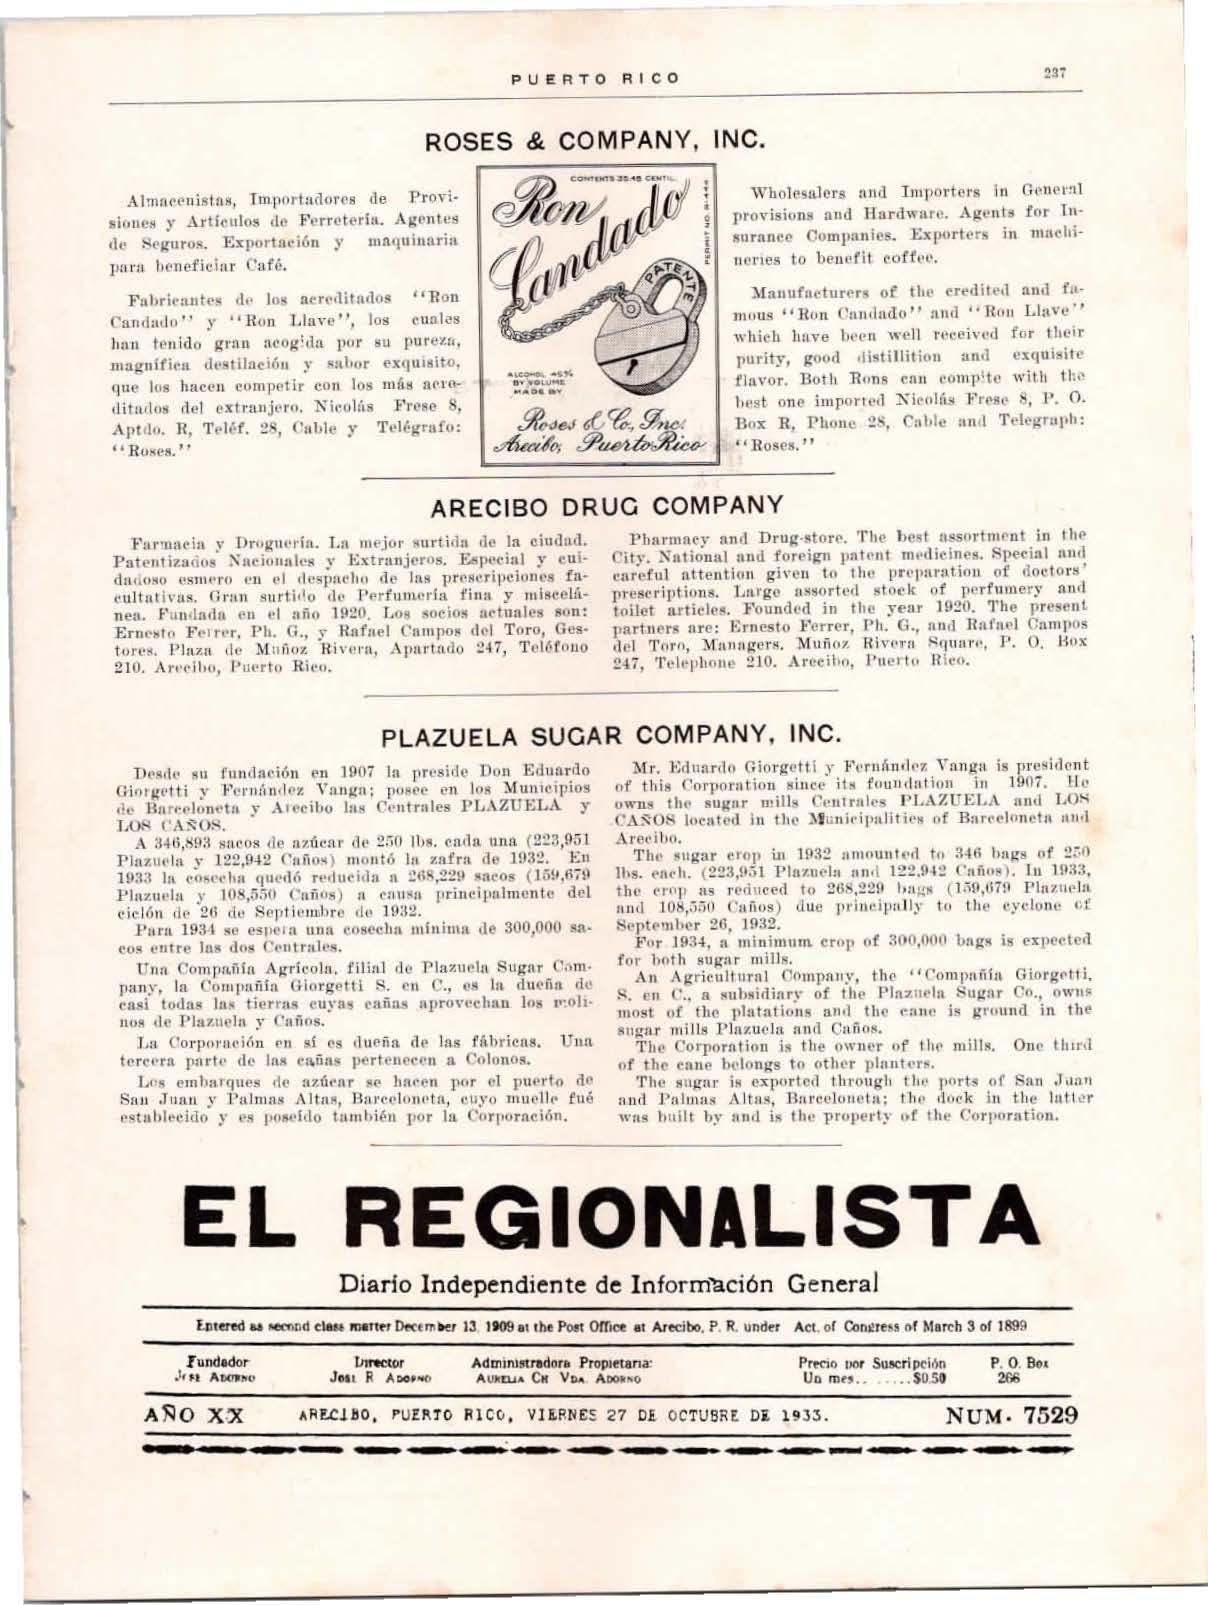 PUERTO RICO
237
ROSES & COMPANY, INC.
Almacenistas, Importadores de Provi-
siones y Artículos de Ferretería. Agentes
de Seguros. Exportación y maquinaria
para beneficiar Café.
Fabricantes de los acreditados "Ron
Candado" y "Ron Llave", los cuales
han tenido gran acogida por su pureza,
magnífica destilación y sabor exquisito,
que los hacen competir con los más acre-
ditados del extranjero. Nicolás Frese 8,
Aptdo. R, Teléf. 28, Cable y Telégrafo:
"Roses."
CONTENTS 35.45 CENTIL.
Ron
Candado
PATENTE
PERMIT NO. R-1-444
ALCOHOL 45%
BY VOLUME
MADE BY
Roses & Co., Inc.
Arecibo, Puerto Rico
Wholesalers and Importers in General
provisions and Hardware. Agents for In-
surance Companies. Exporters in machi-
neries to benefit coffee.
Manufacturers of the credited and fa-
mous "Ron Candado" and "Ron Llave"
which have been well received for their
purity, good distillition and exquisite
flavor. Both Rons can compite with the
best one imported Nicolás Frese 8, P. O.
Box R, Phone 28, Cable and Telegraph:
"Roses."
ARECIBO DRUG COMPANY
Farmacia y Droguería. La mejor surtida de la ciudad.
Patentizados Nacionales y Extranjeros. Especial y cui-
dadoso esmero en el despacho de las prescripciones fa-
cultativas. Gran surtido de Perfumería fina y miscelá-
nea. Fundada en el año 1920. Los socios actuales son:
Ernesto Ferrer, Ph. G., y Rafael Campos del Toro, Ges-
tores. Plaza de Muñoz Rivera, Apartado 247, Teléfono
210. Arecibo, Puerto Rico.
Pharmacy and Drug-store. The best assortment in the
City. National and foreign patent medicines. Special and
careful attention given to the preparation of doctors'
prescriptions. Large assorted stock of perfumery and
toilet articles. Founded in the year 1920. The present
partners are: Ernesto Ferrer, Ph. G., and Rafael Campos
del Toro, Managers. Muñoz Rivera Square, P. O. Box
247, Telephone 210. Arecibo, Puerto Rico.
PLAZUELA SUGAR COMPANY, INC.
Desde su fundación en 1907 la preside Don Eduardo
Giorgetti y Fernández Vanga; posee en los Municipios
de Barceloneta y Arecibo las Centrales PLAZUELA y
LOS CAÑOS.
A 346,893 sacos de azúcar de 250 lbs. cada una (223,951
Plazuela y 122,942 Caños) montó la zafra de 1932. En
1933 la cosecha quedó reducida a 268,229 sacos (159,679
Plazuela y 108,550 Caños) a causa principalmente del
ciclón de 26 de Septiembre de 1932.
Para 1934 se espera una cosecha mínima de 300,000 sa-
cos entre las dos Centrales.
Una Compañía Agrícola, filial de Plazuela Sugar Com-
pany, la Compañía Giorgetti S. en C., es la dueña de
casi todas las tierras cuyas cañas aprovechan los moli-
nos de Plazuela y Caños.
La Corporación en sí es dueña de las fábricas. Una
tercera parte de las cañas pertenecen a Colonos.
Los embarques de azúcar se hacen por el puerto de
San Juan y Palmas Altas, Barceloneta, cuyo muelle fué
establecido y es poseído también por la Corporación.
Mr. Eduardo Giorgetti y Fernández Vanga is president
of this Corporation since its foundation in 1907. He
owns the sugar mills Centrales PLAZUELA and LOS
CAÑOS located in the Municipalities of Barceloneta and
Arecibo.
The sugar crop in 1932 amounted to 346 bags of 250
lbs. each. (223,951 Plazuela and 122.942 Caños). In 1933,
the crop as reduced to 268,229 bags (159,679 Plazuela
and 108,550 Caños) due principally to the cyclone of
September 26, 1932.
For 1934, a minimum crop of 300,000 bags is expected
for both sugar mills.
An Agricultural Company, the "Compañía Giorgetti,
S. en C., a subsidiary of the Plazuela Sugar Co., owns
most of the platations and the cane is ground in the
sugar mills Plazuela and Caños.
The Corporation is the owner of the mills. One third
of the cane belongs to other planters.
The sugar is exported through the ports of San Juan
and Palmas Altas, Barceloneta; the dock in the latter
was built by and is the property of the Corporation.
EL REGIONALISTA
Diario Independiente de Información General
Entered as second class matter December 13, 1909 at the Post Office at Arecibo, P. R. under Act. of Congress of March 3 of 1899
Fundador Director Administradora Propietaria: Precio por Suscripción P. O. Box
José Adorno José R Adorno Aurelia Ch Vda. Adorno Un mes.. .....$0.50 266
AÑO XX ARECIBO, PUERTO RICO, VIERNES 27 DE OCTUBRE DE 1933. NUM. 7529